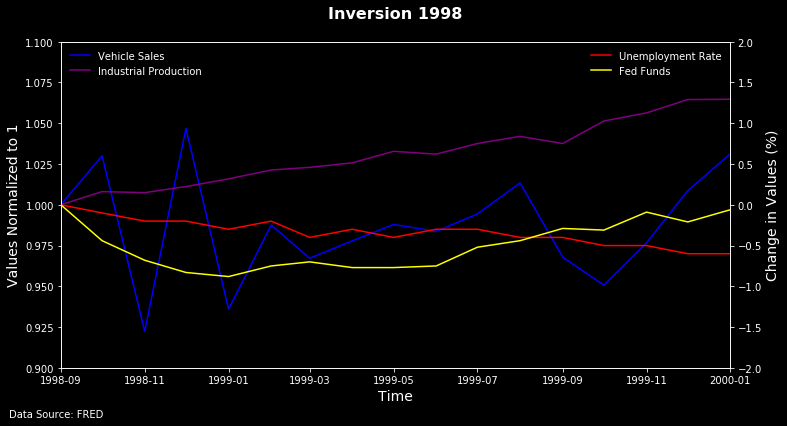 Inversion 1998
Vehicle Sales
Industrial Production
Unemployment Rate
Fed Funds
Values Normalized to 1
1.100
1.075
1.050
1.025
1.000
0.975
0.950
0.925
0.900
2.0
1.5
1.0
0.5
0.0
−0.5
−1.0
−1.5
−2.0
Change in Values (%)
1998-09 1998-11 1999-01 1999-03 1999-05 1999-07 1999-09 1999-11 2000-01
Time
Data Source: FRED